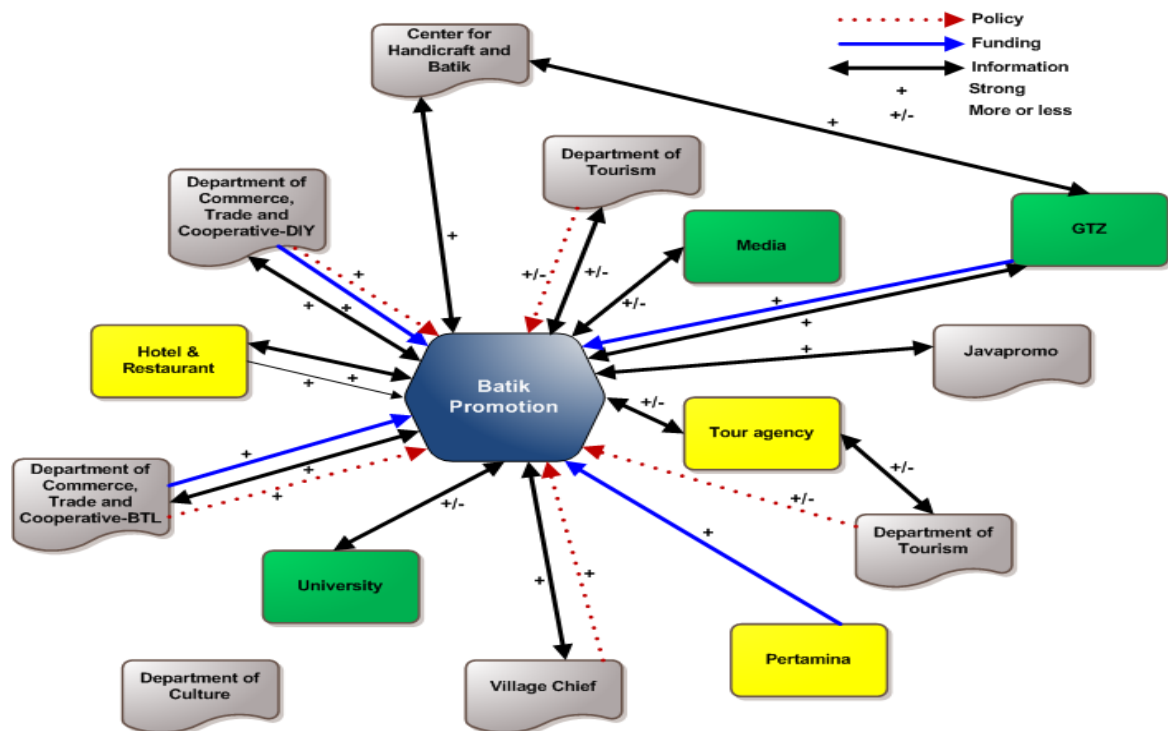 Policy
Funding
Information
+
Strong
+/-
More or less
Center for
Handicraft and
Batik
+
+
Department of
Tourism
+/-
+/-
Department of
Commerce,
Trade and
Cooperative-DIY
+
+
+
Media
+/-
GTZ
+
+
Hotel &
Restaurant
+
+
Batik
Promotion
Javapromo
+
Tour agency
+/-
+/-
Department of
Commerce,
Trade and
Cooperative-BTL
+
+
+
Department of
Tourism
+/-
University
+/-
Village Chief
+
+
Pertamina
+
Department of
Culture